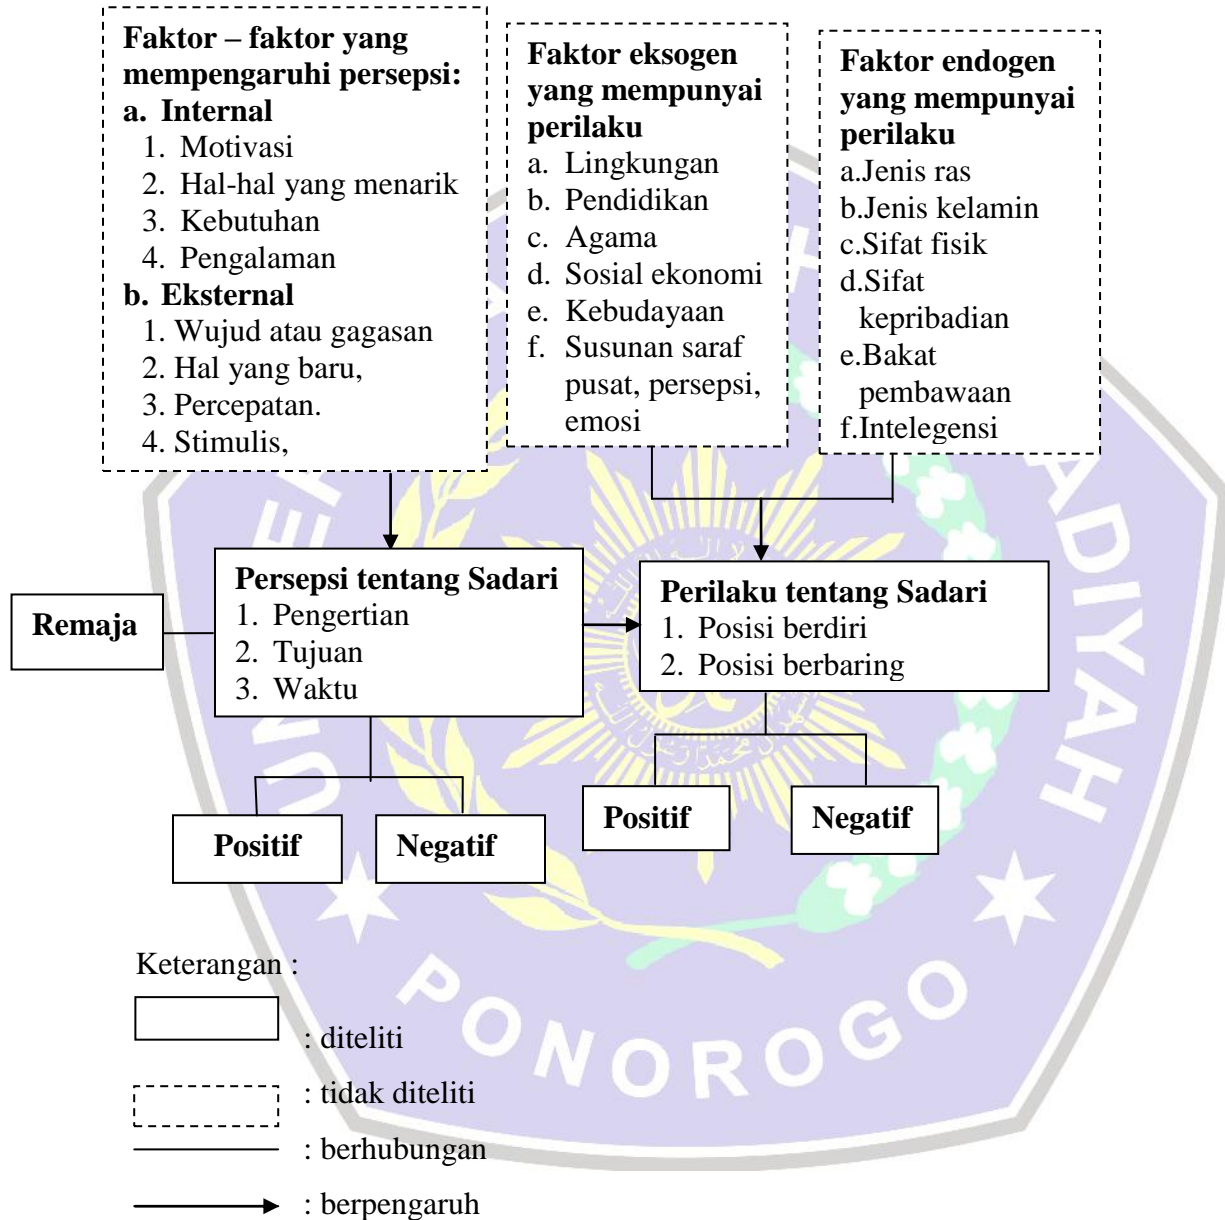 Faktor – faktor yang
mempengaruhi persepsi:
a. Internal
1. Motivasi
2. Hal-hal yang menarik
3. Kebutuhan
4. Pengalaman
b. Eksternal
1. Wujud atau gagasan
2. Hal yang baru,
3. Percepatan.
4. Stimulis,
Faktor eksogen
yang mempunyai
perilaku
a. Lingkungan
b. Pendidikan
c. Agama
d. Sosial ekonomi
e. Kebudayaan
f. Susunan saraf
pusat, persepsi,
emosi
Faktor endogen
yang mempunyai
perilaku
a.Jenis ras
b.Jenis kelamin
c.Sifat fisik
d.Sifat
kepribadian
e.Bakat
pembawaan
f.Intelegensi
Remaja
Persepsi tentang Sadari
1. Pengertian
2. Tujuan
3. Waktu
Perilaku tentang Sadari
1. Posisi berdiri
2. Posisi berbaring
Positif
Negatif
Positif
Negatif
Keterangan :
: diteliti
: tidak diteliti
: berhubungan
: berpengaruh
PONOROGO